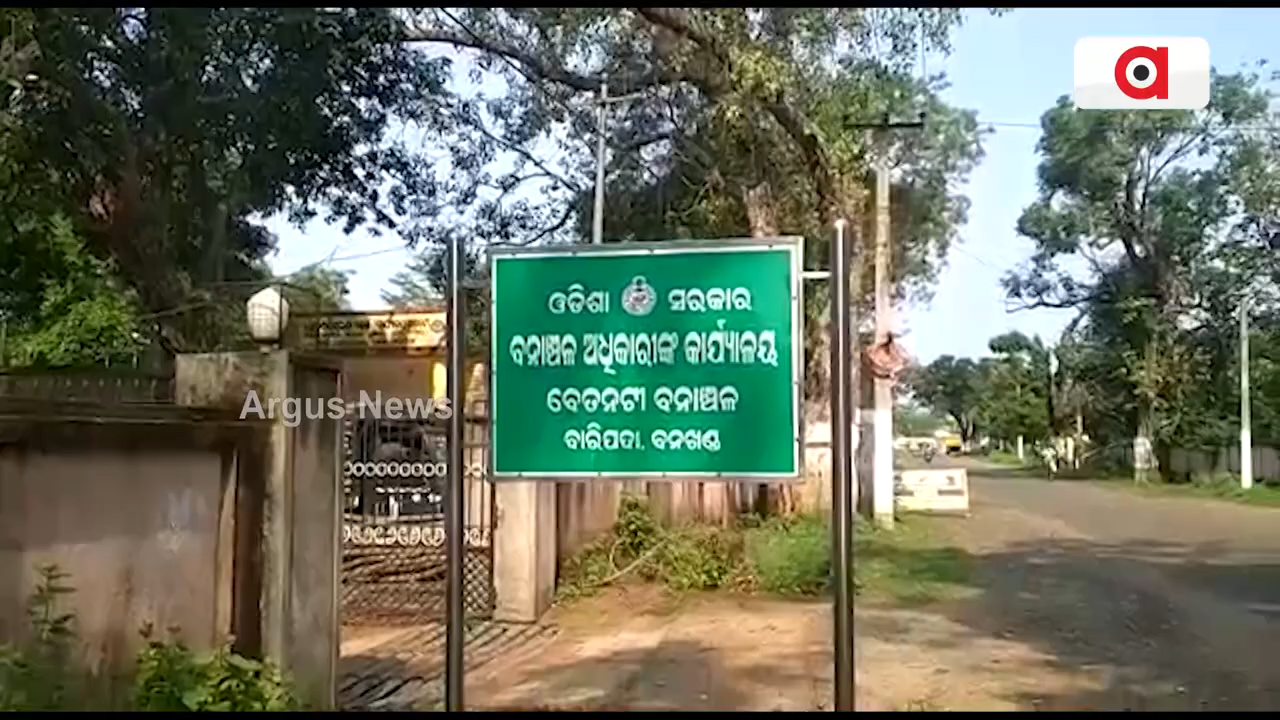 ଓଡିଶା ସରକାର
ବନାଞ୍ଚଳ ଅଧିକାରୀଙ୍କ କାର୍ଯ୍ୟାଳୟ
ବେତନଟୀ ବନାଞ୍ଚଳ
ବାରିପଦା, ବନଖଣ୍ଡ
Argus News